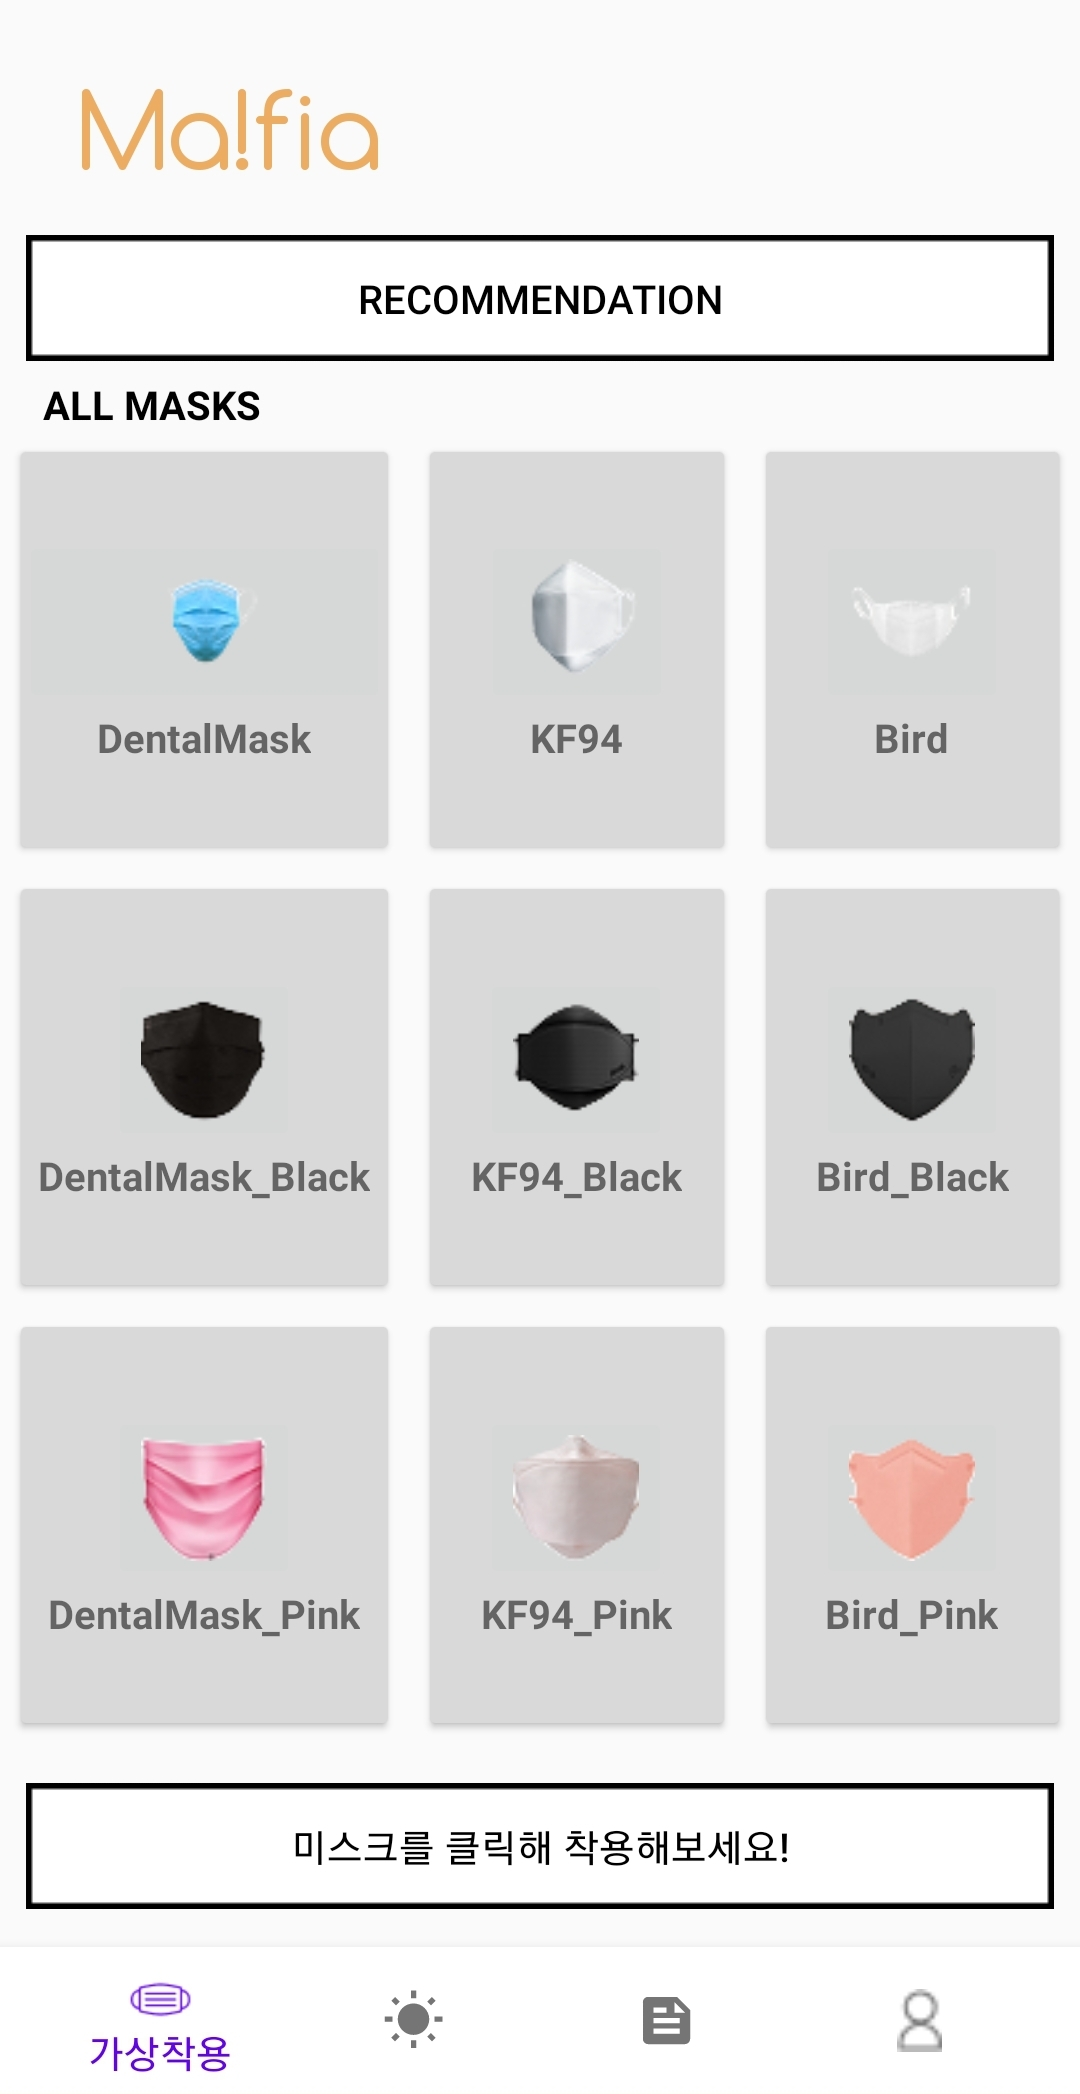 Ma!fia
RECOMMENDATION
ALL MASKS
DentalMask
KF94
Bird
DentalMask_Black
KF94_Black
Bird_Black
DentalMask_Pink
KF94_Pink
Bird_Pink
미스크를 클릭해 착용해보세요!
가상착용